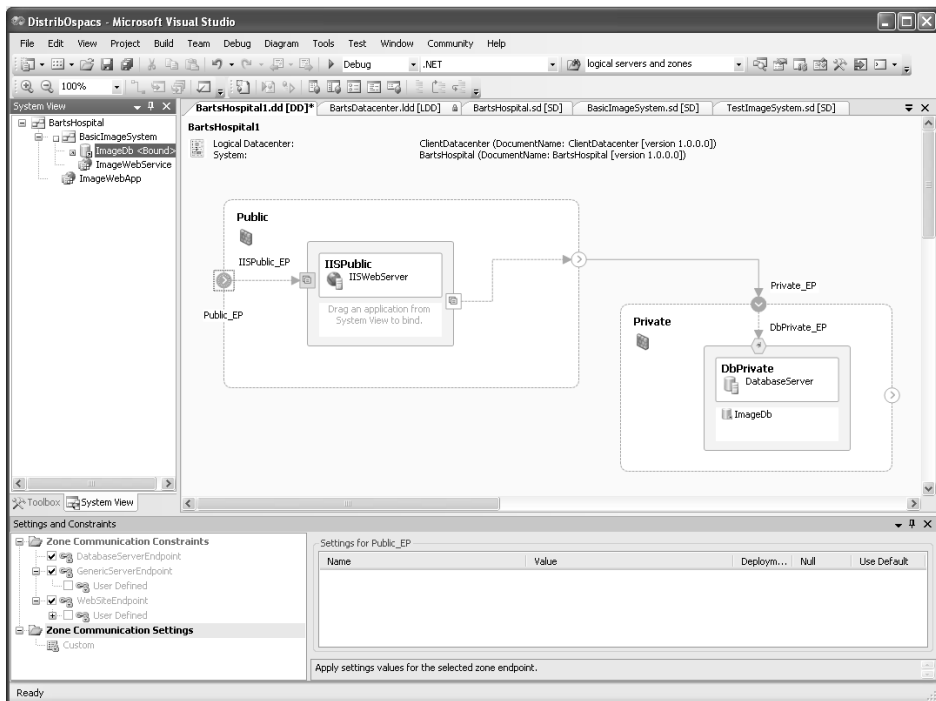 DistribOspacs - Microsoft Visual Studio
File Edit View Project Build Team Debug Diagram Tools Test Window Community Help
Debug .NET logical servers and zones
100%
System View
BartsHospital1.dd [DD]* BartsDatacenter.ldd [LDD] BartsHospital.sd [SD] BasicImageSystem.sd [SD] TestImageSystem.sd [SD]
BartsHospital
BasicImageSystem
ImageDb <Bound>
ImageWebService
ImageWebApp
BartsHospital1
Logical Datacenter: ClientDatacenter (DocumentName: ClientDatacenter [version 1.0.0.0])
System: BartsHospital (DocumentName: BartsHospital [version 1.0.0.0])
Public
IISPublic_EP
IISPublic
IISWebServer
Drag an application from
System View to bind.
Public_EP
Private_EP
Private
DbPrivate_EP
DbPrivate
DatabaseServer
ImageDb
Toolbox System View
Settings and Constraints
Zone Communication Constraints
DatabaseServerEndpoint
GenericServerEndpoint
User Defined
WebSiteEndpoint
User Defined
Zone Communication Settings
Custom
Settings for Public_EP
Name Value Deploym... Null Use Default
Apply settings values for the selected zone endpoint.
Ready